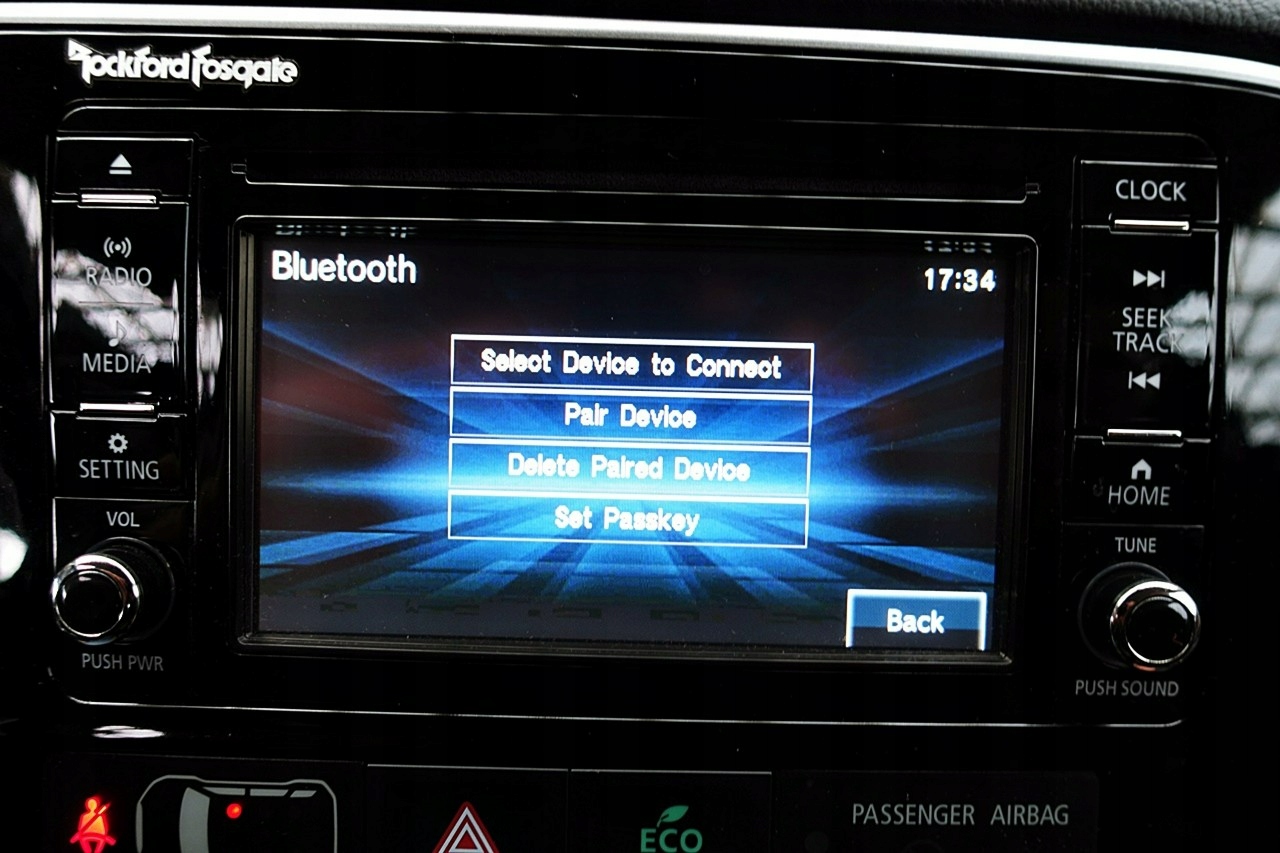 Rockford Fosgate
CLOCK
RADIO
MEDIA
SETTING
VOL
PUSH PWR
Bluetooth
17:34
Select Device to Connect
Pair Device
Delete Paired Device
Set Passkey
Back
SEEK
TRACK
HOME
TUNE
PUSH SOUND
ECO
PASSENGER AIRBAG